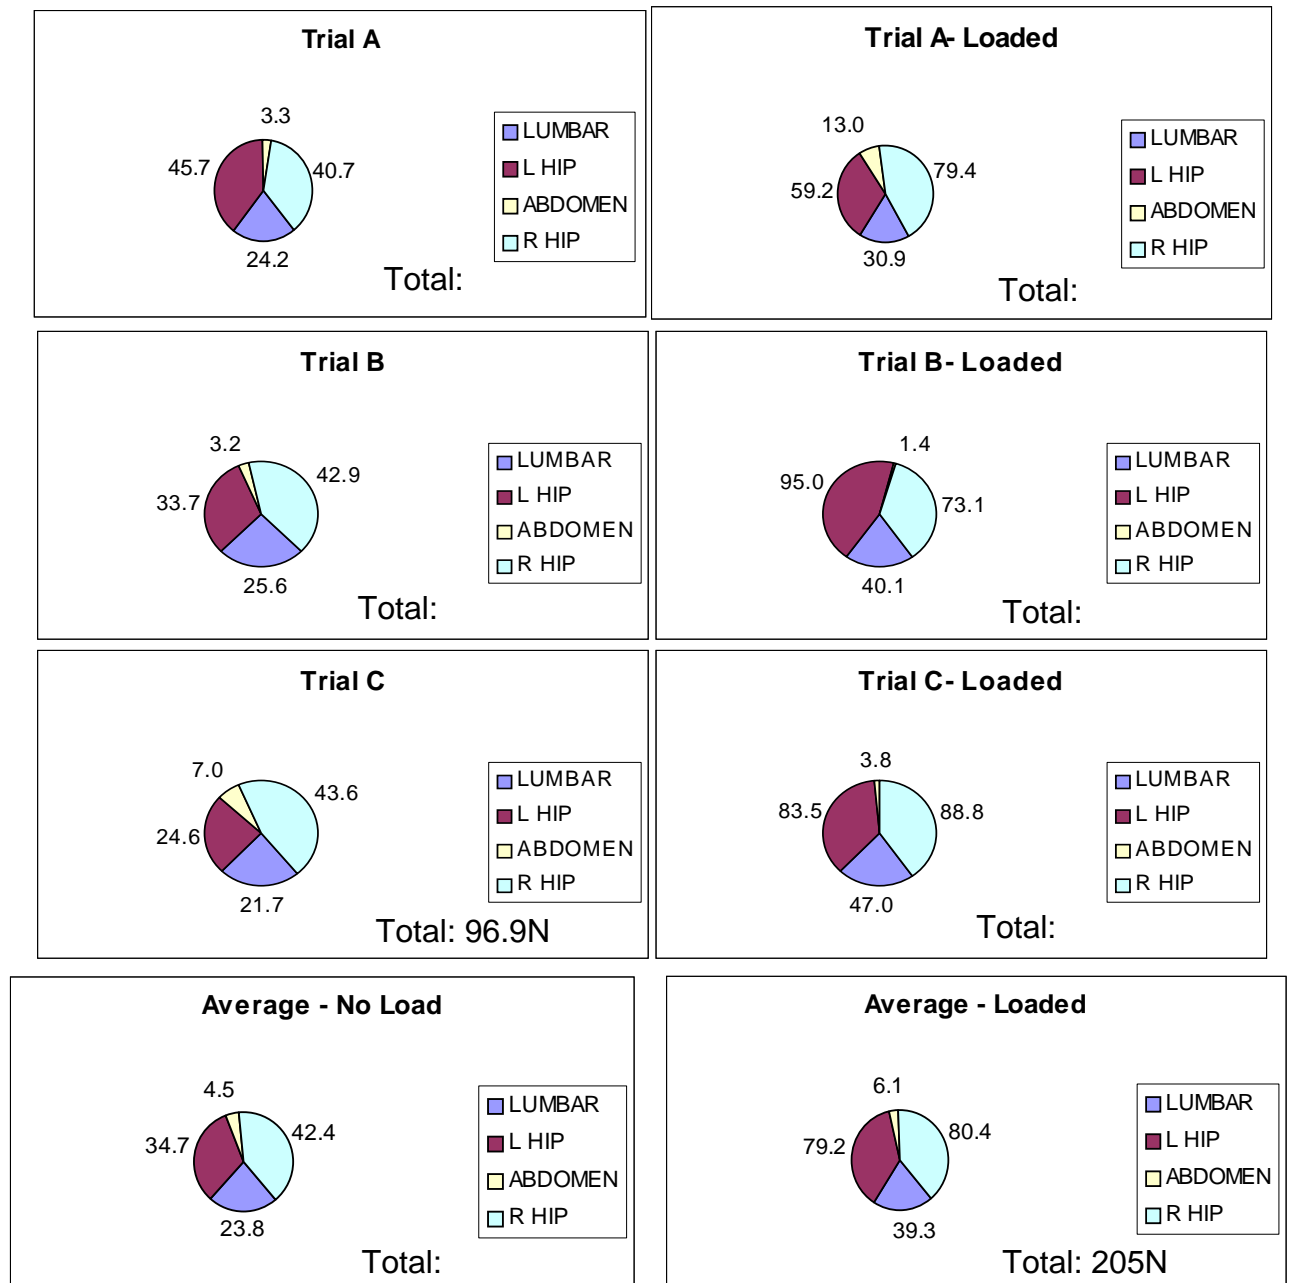 Trial A
3.3
45.7
40.7
24.2
LUMBAR
L HIP
ABDOMEN
R HIP
Total:
Trial A- Loaded
13.0
79.4
59.2
30.9
LUMBAR
L HIP
ABDOMEN
R HIP
Total:
Trial B
3.2
42.9
33.7
25.6
LUMBAR
L HIP
ABDOMEN
R HIP
Total:
Trial B- Loaded
1.4
95.0
73.1
40.1
LUMBAR
L HIP
ABDOMEN
R HIP
Total:
Trial C
7.0
43.6
24.6
21.7
LUMBAR
L HIP
ABDOMEN
R HIP
Total: 96.9N
Trial C- Loaded
3.8
83.5
88.8
47.0
LUMBAR
L HIP
ABDOMEN
R HIP
Total:
Average - No Load
4.5
34.7
42.4
23.8
LUMBAR
L HIP
ABDOMEN
R HIP
Total:
Average - Loaded
6.1
79.2
80.4
39.3
LUMBAR
L HIP
ABDOMEN
R HIP
Total: 205N